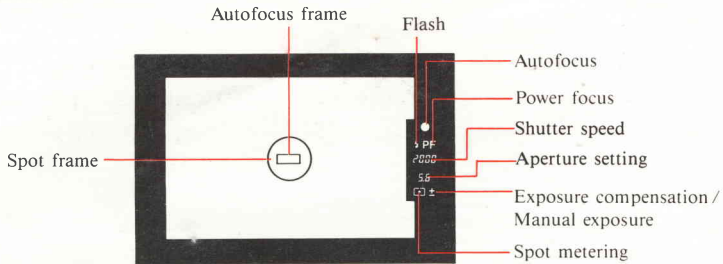 Autofocus frame
Flash
Autofocus
Power focus
PF
Shutter speed
2000
Spot frame
Aperture setting
5.6
±
Exposure compensation /
Manual exposure
Spot metering